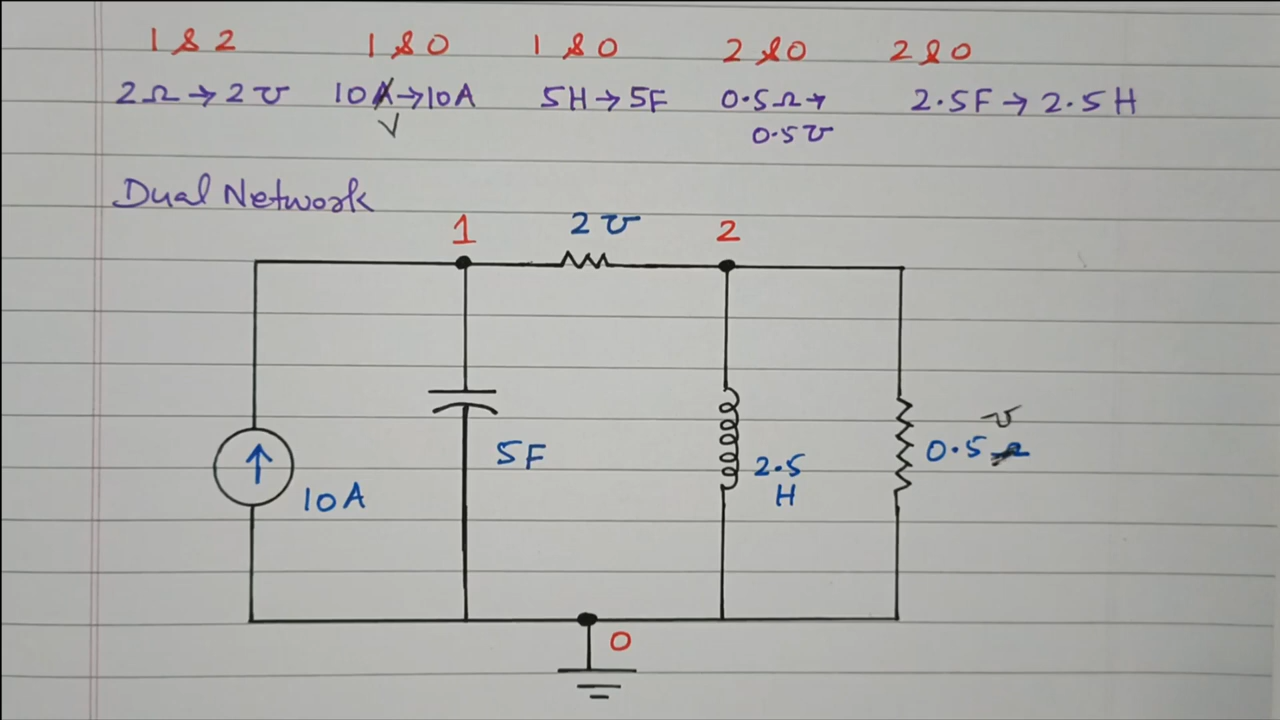 1 & 2 1 & 0 1 & 0 2 & 0 2 & 0
2Ω → 2℧ 10V → 10A 5H → 5F 0.5Ω → 0.5℧ 2.5F → 2.5H
Dual Network
1 2℧ 2
5F
10A
2.5 H
0.5℧
0